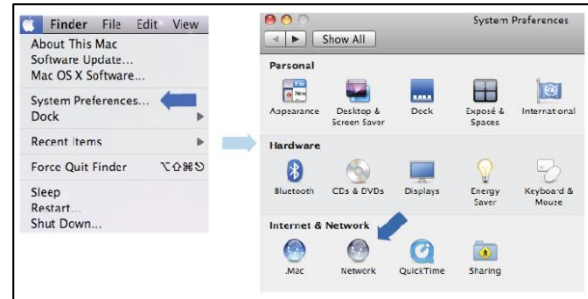 Finder File Edit View
About This Mac
Software Update...
Mac OS X Software...
System Preferences...
Dock
Recent Items
Force Quit Finder ⌥⇧⌘⎋
Sleep
Restart...
Shut Down...
System Preferences
Show All
Personal
Appearance
Desktop & Screen Saver
Dock
Exposé & Spaces
International
Hardware
Bluetooth
CDs & DVDs
Displays
Energy Saver
Keyboard & Mouse
Internet & Network
.Mac
Network
QuickTime
Sharing